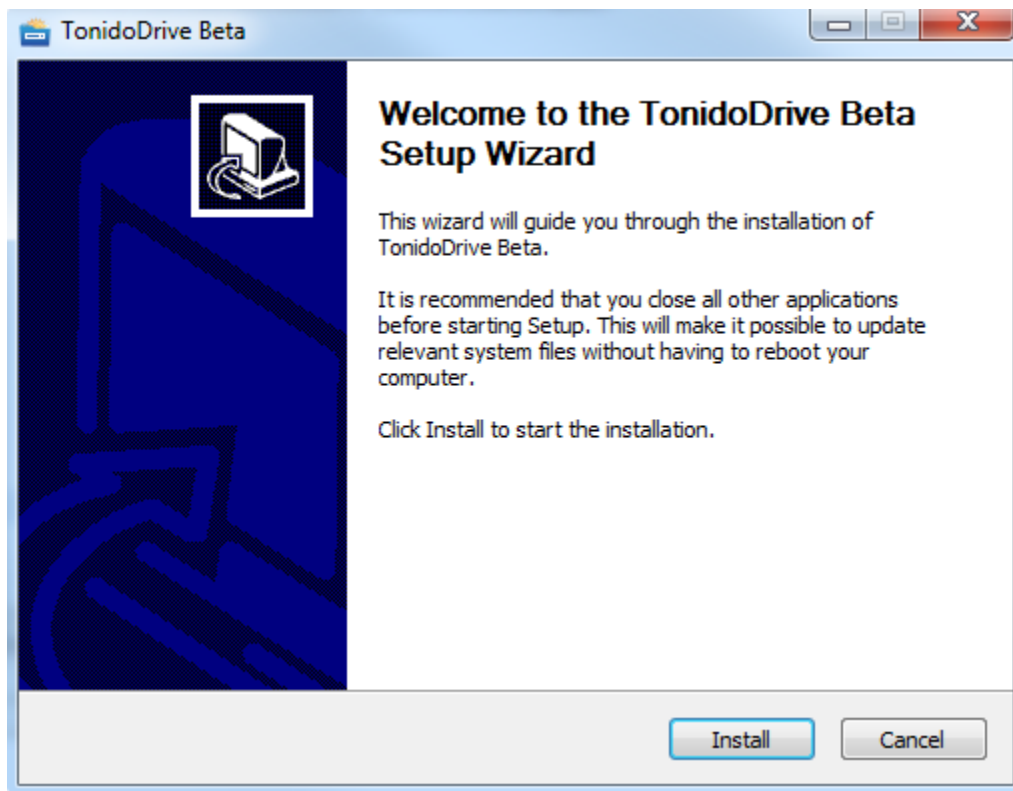 TonidoDrive Beta
Welcome to the TonidoDrive Beta
Setup Wizard
This wizard will guide you through the installation of
TonidoDrive Beta.
It is recommended that you close all other applications
before starting Setup. This will make it possible to update
relevant system files without having to reboot your
computer.
Click Install to start the installation.
Install
Cancel